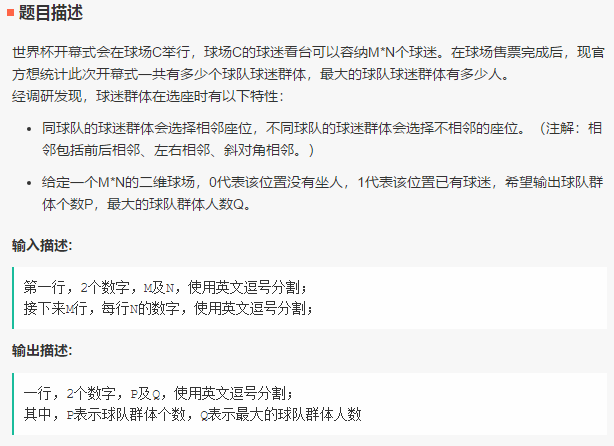 题目描述
世界杯开幕式会在球场C举行，球场C的球迷看台可以容纳M*N个球迷。在球场售票完成后，现官
方想统计此次开幕式一共有多少个球队球迷群体，最大的球队球迷群体有多少人。
经调研发现，球迷群体在选座时有以下特性：
同球队的球迷群体会选择相邻座位，不同球队的球迷群体会选择不相邻的座位。（注解：相
邻包括前后相邻、左右相邻、斜对角相邻。）
给定一个M*N的二维球场，0代表该位置没有坐人，1代表该位置已有球迷，希望输出球队群
体个数P，最大的球队群体人数Q。
输入描述:
第一行，2个数字，M及N，使用英文逗号分割；
接下来M行，每行N的数字，使用英文逗号分割；
输出描述:
一行，2个数字，P及Q，使用英文逗号分割；
其中，P表示球队群体个数，Q表示最大的球队群体人数